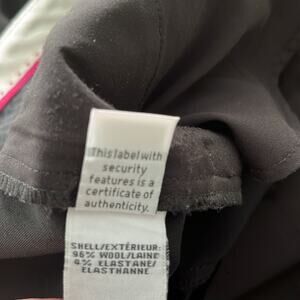 This label with
security
features is a
certificate of
authenticity.
SHELL/EXTÉRIEUR:
96% WOOL/LAINE
4% ELASTANE/
ELASTHANNE